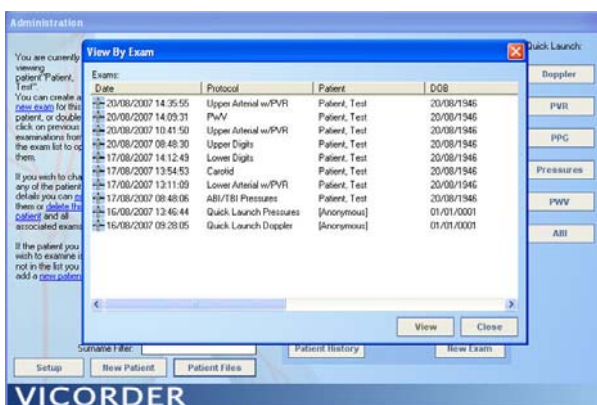 Administration
Quick Launch:
You are currently
viewing
patient "Patient,
Test".
You can create a
new exam for this
patient, or double
click on previous
examinations from
the exam list to op
them.
If you wish to cha
any of the patient
details you can e
them or delete the
patient and all
associated exams
If the patient you
wish to examine is
not in the list you
add a new patient
View By Exam
Exams:
Date Protocol Patient DOB
20/08/2007 14:35:55 Upper Arterial w/PVR Patient, Test 20/08/1946
20/08/2007 14:09:31 PWV Patient, Test 20/08/1946
20/08/2007 10:41:50 Upper Arterial w/PVR Patient, Test 20/08/1946
20/08/2007 08:48:30 Upper Digits Patient, Test 20/08/1946
17/08/2007 14:12:49 Lower Digits Patient, Test 20/08/1946
17/08/2007 13:54:53 Carotid Patient, Test 20/08/1946
17/08/2007 13:11:09 Lower Arterial w/PVR Patient, Test 20/08/1946
17/08/2007 08:48:06 ABI/TBI Pressures Patient, Test 20/08/1946
16/08/2007 13:46:44 Quick Launch Pressures [Anonymous] 01/01/0001
16/08/2007 09:28:05 Quick Launch Doppler [Anonymous] 01/01/0001
View Close
Doppler
PVR
PPG
Pressures
PWV
ABI
Surname Filter:
Patient History
New Exam
Setup New Patient Patient Files
VICORDER